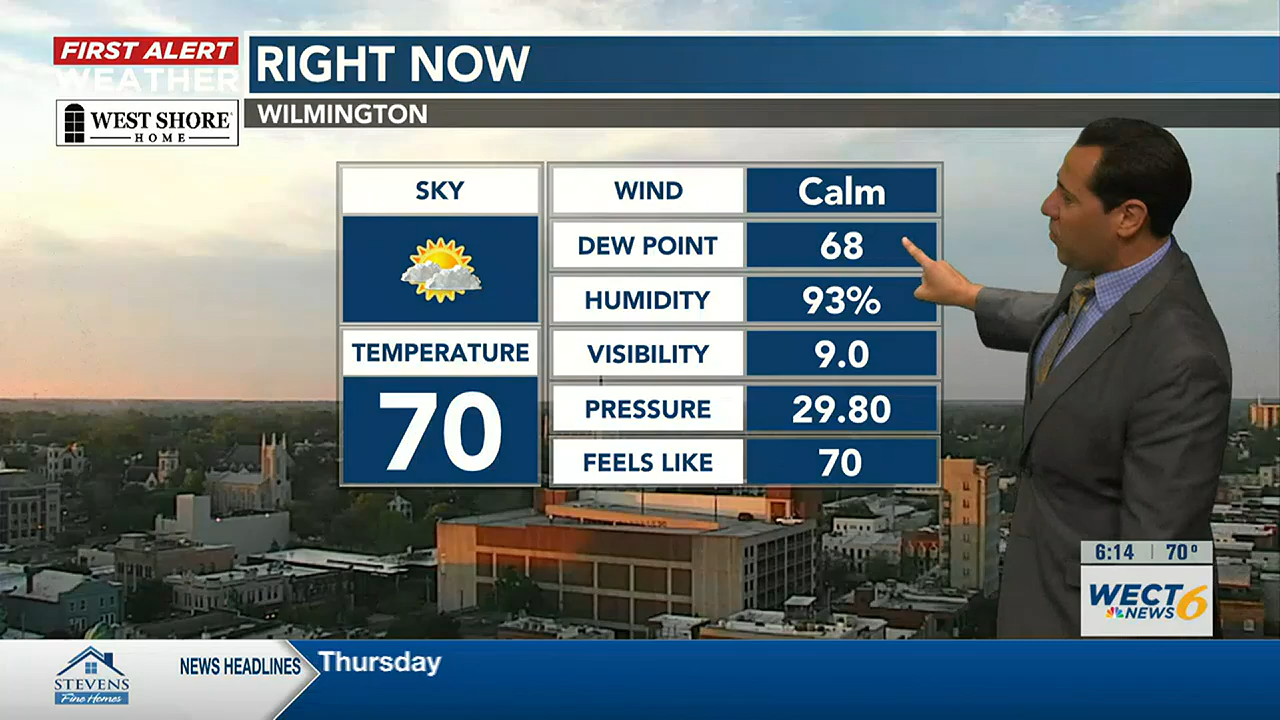 FIRST ALERT
WEATHER
RIGHT NOW
WEST SHORE
HOME
WILMINGTON
SKY
TEMPERATURE
70
WIND Calm
DEW POINT 68
HUMIDITY 93%
VISIBILITY 9.0
PRESSURE 29.80
FEELS LIKE 70
6:14 70°
WECT 6
NEWS
STEVENS
Fine Homes
NEWS HEADLINES
Thursday